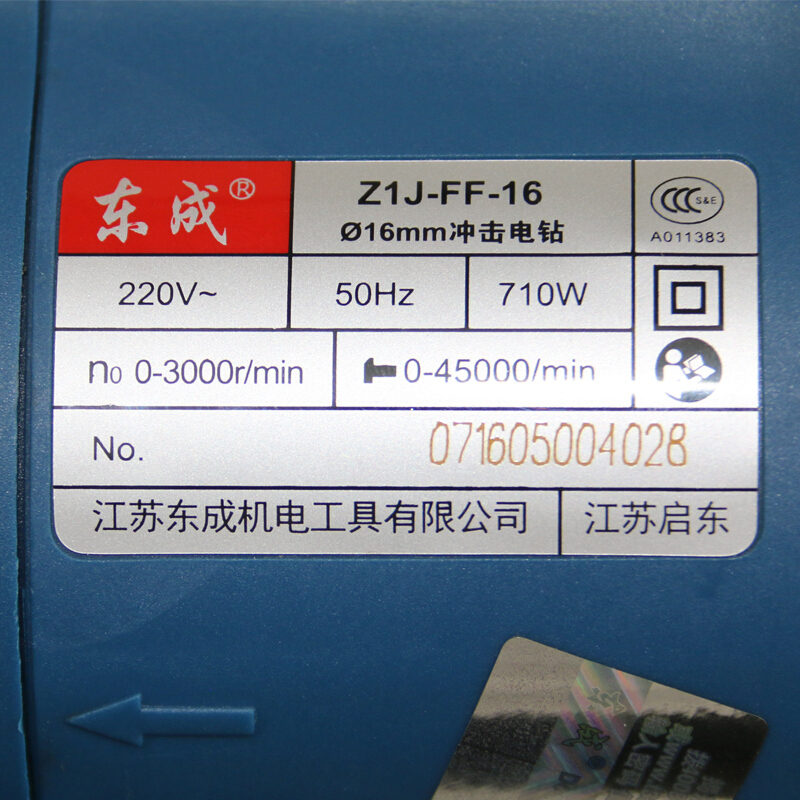 东成®
Z1J-FF-16
Ø16mm冲击电钻
CCC S&E
A011383
220V~
50Hz
710W
n0 0-3000r/min
0-45000/min
No. 071605004028
江苏东成机电工具有限公司
江苏启东